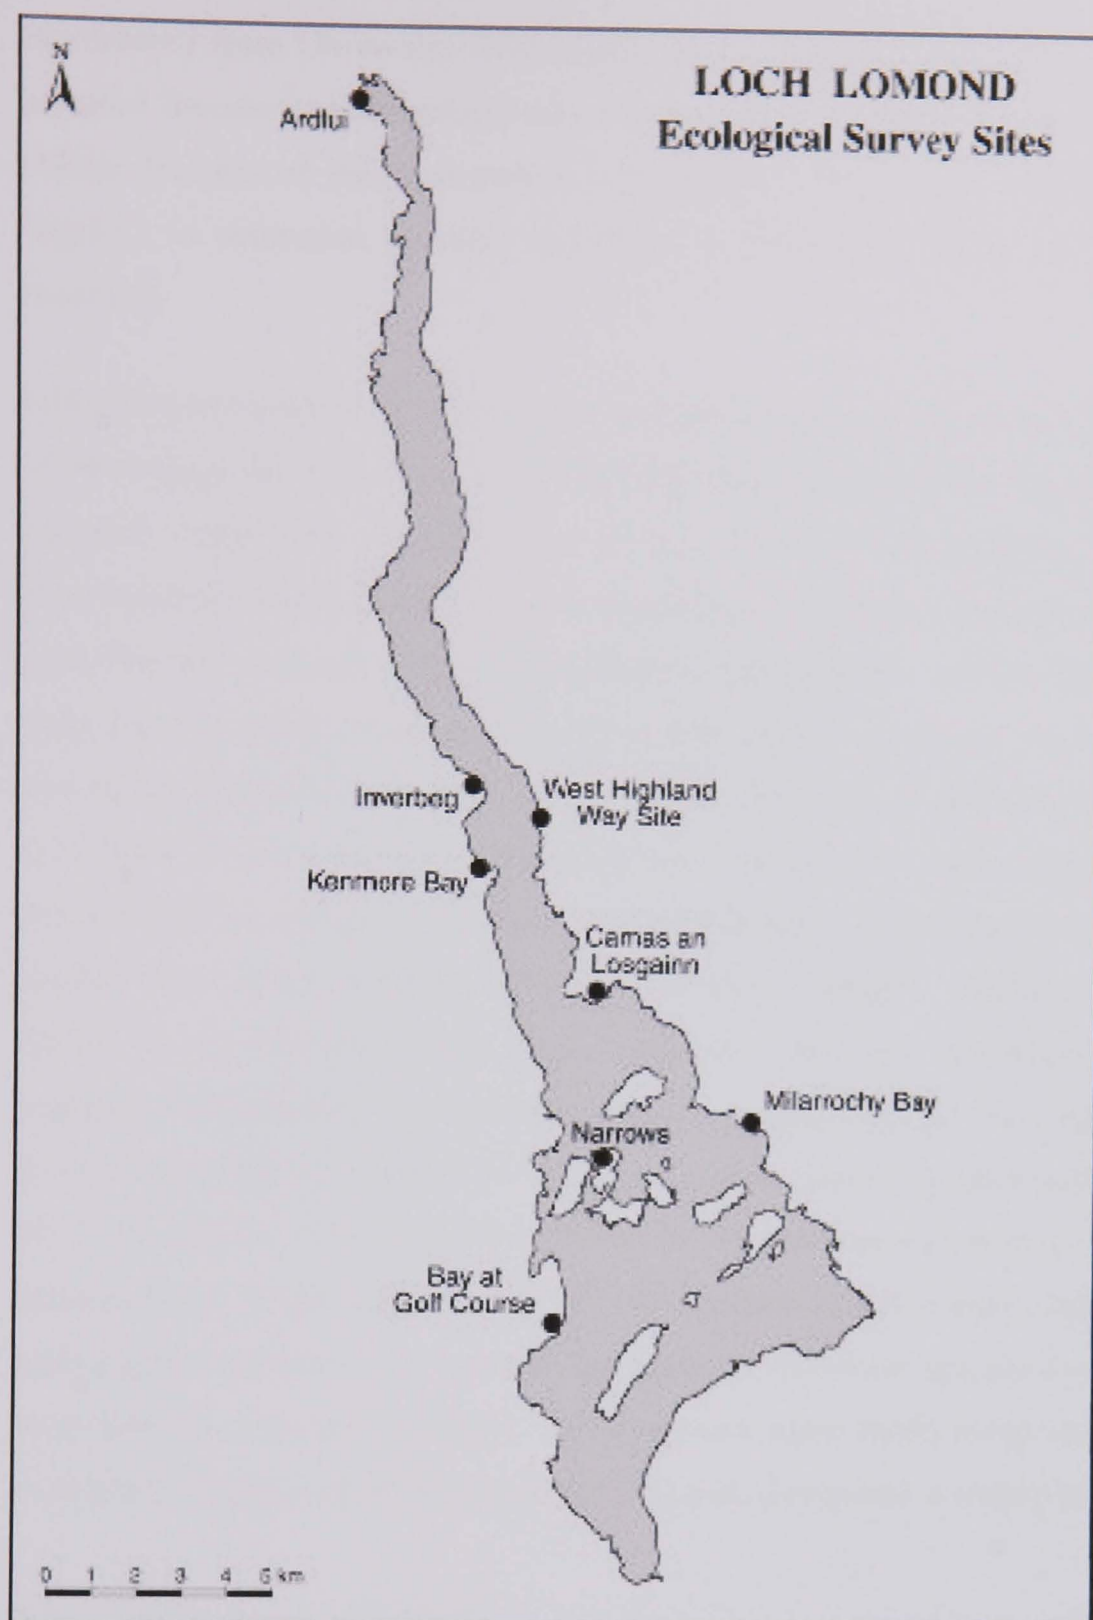 N
LOCH LOMOND
Ecological Survey Sites
Ardlui
Inverbeg
West Highland
Way Site
Kenmore Bay
Camas an
Losgainn
Milarrochy Bay
Narrows
Bay at
Golf Course
0 1 2 3 4 5 km